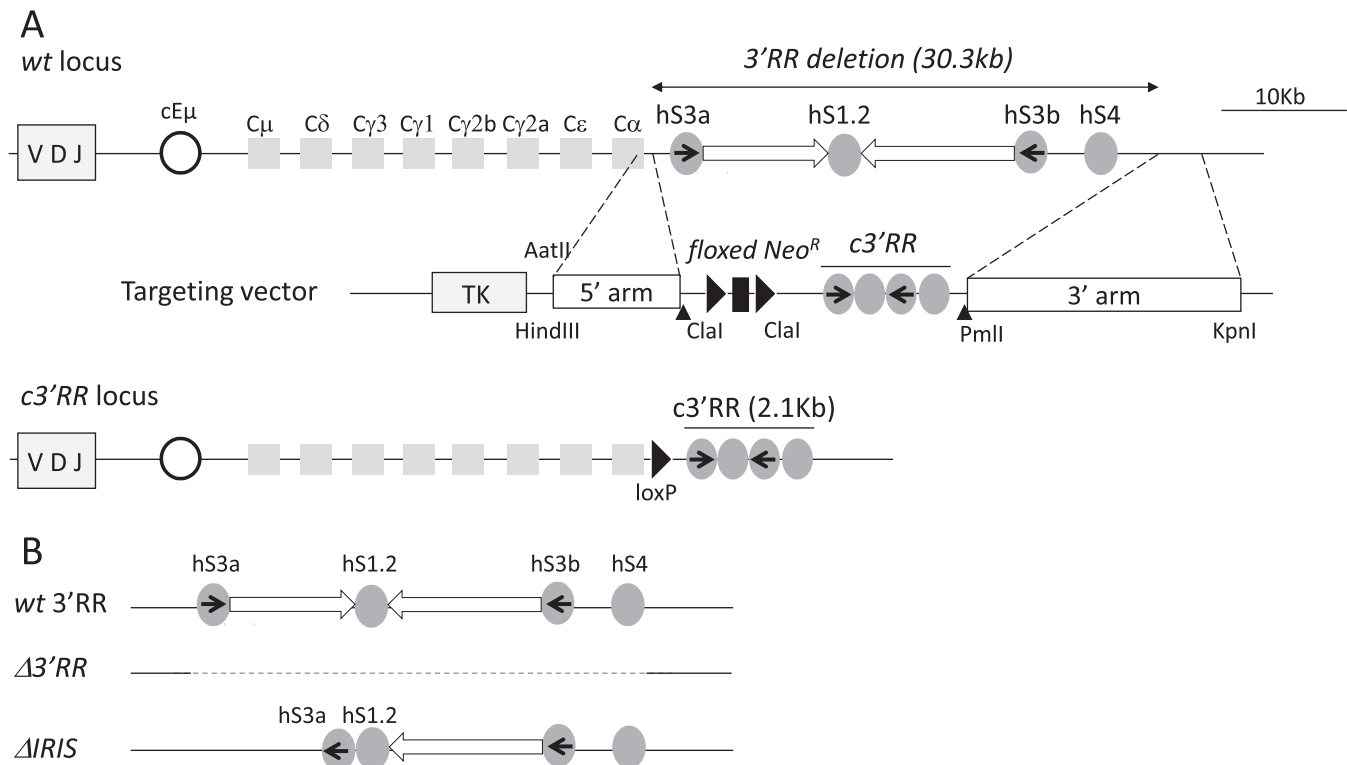 A
wt locus
3'RR deletion (30.3kb)
10Kb
cEμ
Cμ Cδ Cγ3 Cγ1 Cγ2b Cγ2a Cε Cα
hS3a hS1.2 hS3b hS4
V D J
AatII
floxed Neo^R
c3'RR
Targeting vector
TK
5' arm
3' arm
HindIII
ClaI
ClaI
PmlI
KpnI
c3'RR locus
c3'RR (2.1Kb)
V D J
loxP
B
hS3a hS1.2 hS3b hS4
wt 3'RR
Δ3'RR
hS3a hS1.2
ΔIRIS